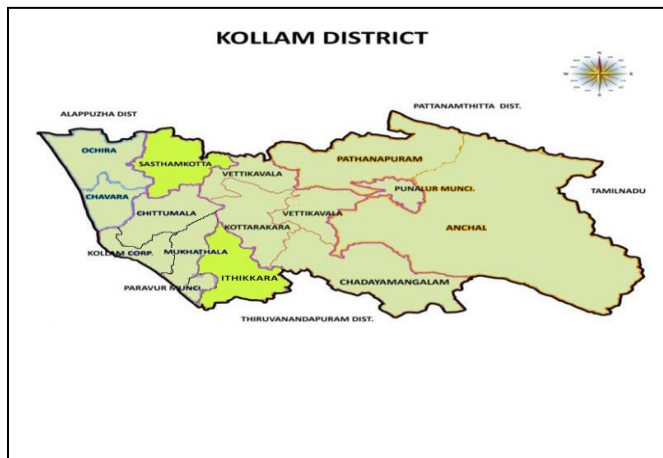 KOLLAM DISTRICT
N
W
E
S
PATTANAMTHITTA DIST.
ALAPPUZHA DIST
OCHIRA
SASTHAMKOTTA
VETTIKAVALA
PATHANAPURAM
PUNALUR MUNCI.
TAMILNADU
CHAVARA
CHITTUMALA
VETTIKAVALA
KOTTARAKARA
ANCHAL
KOLLAM CORP.
MUKHATHALA
ITHIKKARA
CHADAYAMANGALAM
PARAVUR MUNCI.
THIRUVANANDAPURAM DIST.